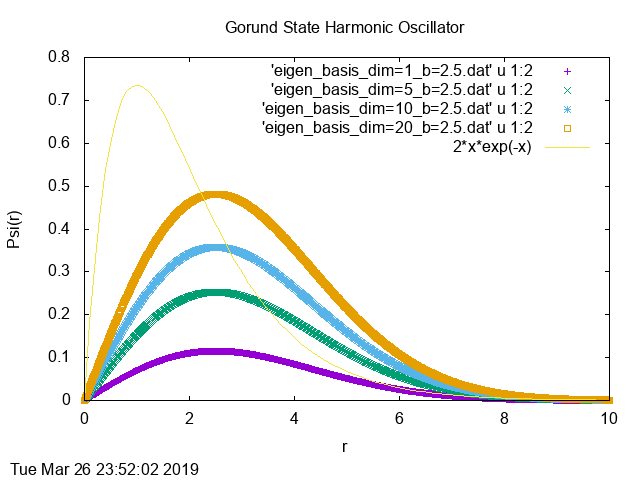 Gorund State Harmonic Oscillator
0.8
0.7
0.6
0.5
0.4
0.3
0.2
0.1
0
Psi(r)
'eigen_basis_dim=1_b=2.5.dat' u 1:2
'eigen_basis_dim=5_b=2.5.dat' u 1:2
'eigen_basis_dim=10_b=2.5.dat' u 1:2
'eigen_basis_dim=20_b=2.5.dat' u 1:2
2*x*exp(-x)
0 2 4 6 8 10
r
Tue Mar 26 23:52:02 2019